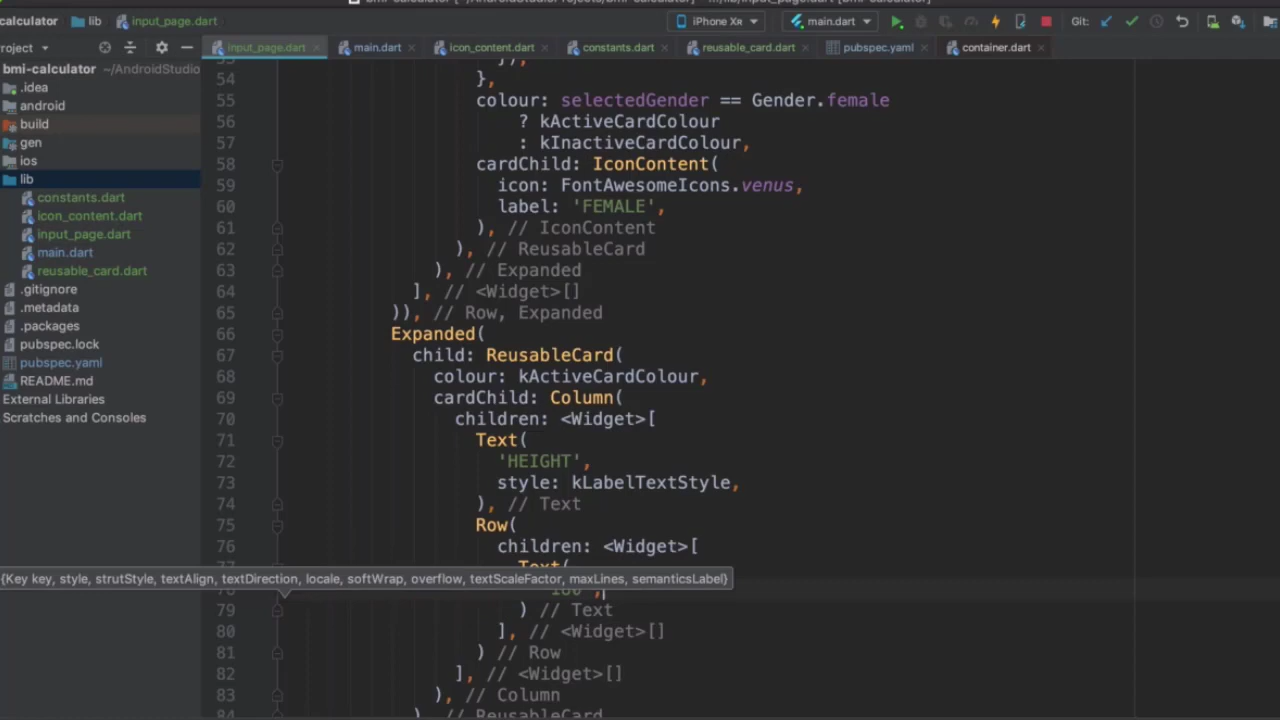 calculator lib input_page.dart iPhone XR main.dart Git:
roject input_page.dart main.dart icon_content.dart constants.dart reusable_card.dart pubspec.yaml container.dart
bmi-calculator ~/AndroidStudio
.idea
android
build
gen
ios
lib
constants.dart
icon_content.dart
input_page.dart
main.dart
reusable_card.dart
.gitignore
.metadata
.packages
pubspec.lock
pubspec.yaml
README.md
External Libraries
Scratches and Consoles
54 },
55 colour: selectedGender == Gender.female
56 ? kActiveCardColour
57 : kInactiveCardColour,
58 cardChild: IconContent(
59 icon: FontAwesomeIcons.venus,
60 label: 'FEMALE',
61 ), // IconContent
62 ), // ReusableCard
63 ), // Expanded
64 ], // <Widget>[]
65 )), // Row, Expanded
66 Expanded(
67 child: ReusableCard(
68 colour: kActiveCardColour,
69 cardChild: Column(
70 children: <Widget>[
71 Text(
72 'HEIGHT',
73 style: kLabelTextStyle,
74 ), // Text
75 Row(
76 children: <Widget>[
77 Text(
{Key key, style, strutStyle, textAlign, textDirection, locale, softWrap, overflow, textScaleFactor, maxLines, semanticsLabel}
78 '180',
79 ) // Text
80 ], // <Widget>[]
81 ) // Row
82 ], // <Widget>[]
83 ), // Column
84 ), // ReusableCard